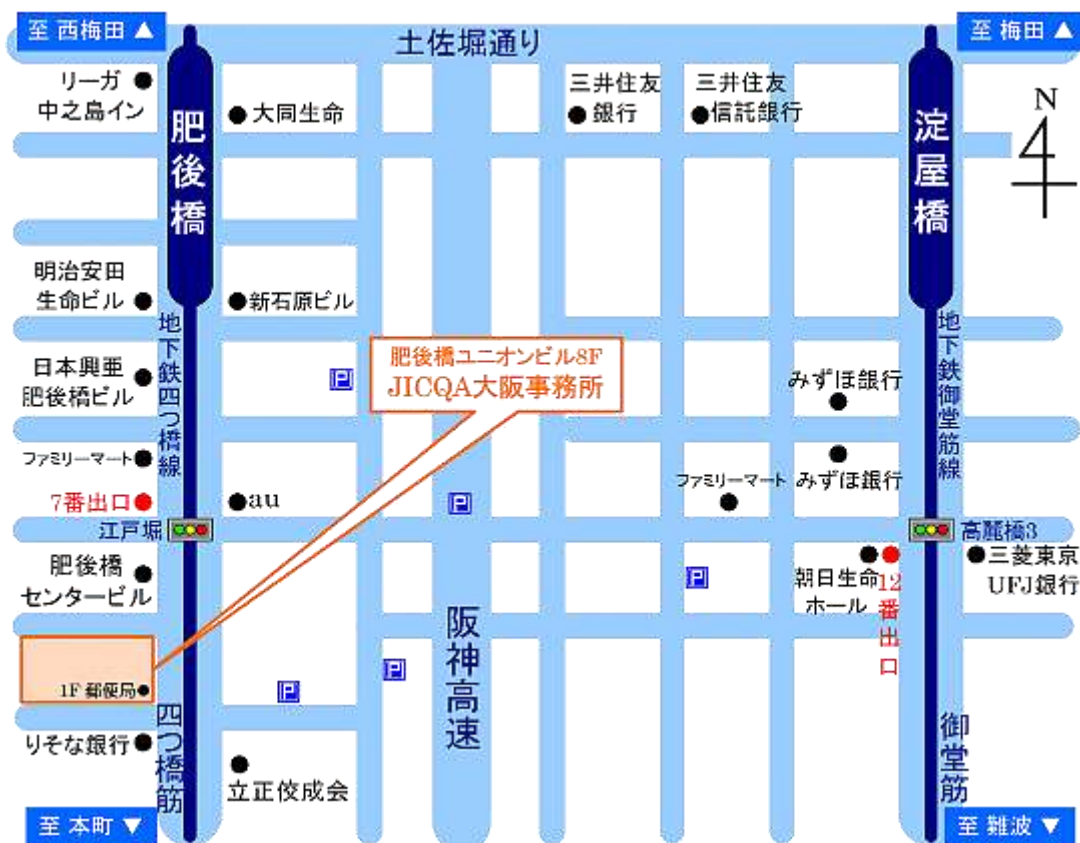 至 西梅田 ▲
土佐堀通り
至 梅田 ▲
リーガ
中之島イン
大同生命
三井住友
銀行
三井住友
信託銀行
N
肥後橋
淀屋橋
明治安田
生命ビル
新石原ビル
地下鉄四つ橋線
地下鉄御堂筋線
日本興亜
肥後橋ビル
P
肥後橋ユニオンビル8F
JICQA大阪事務所
みずほ銀行
ファミリーマート
7番出口
au
P
ファミリーマート
みずほ銀行
江戸堀
高麗橋3
肥後橋
センタービル
P
朝日生命
ホール
12番出口
三菱東京
UFJ銀行
1F 郵便局
P
P
阪神高速
りそな銀行
四つ橋筋
立正佼成会
御堂筋
至 本町 ▼
至 難波 ▼